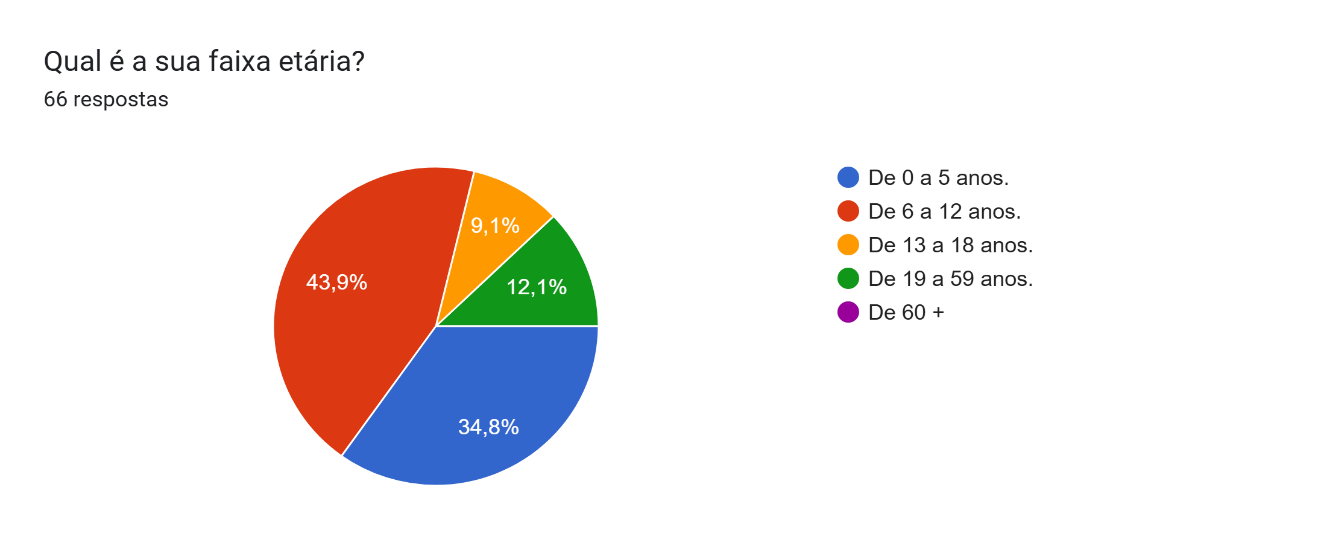 Qual é a sua faixa etária?
66 respostas
De 0 a 5 anos.
De 6 a 12 anos.
De 13 a 18 anos.
De 19 a 59 anos.
De 60 +
9,1%
43,9%
12,1%
34,8%